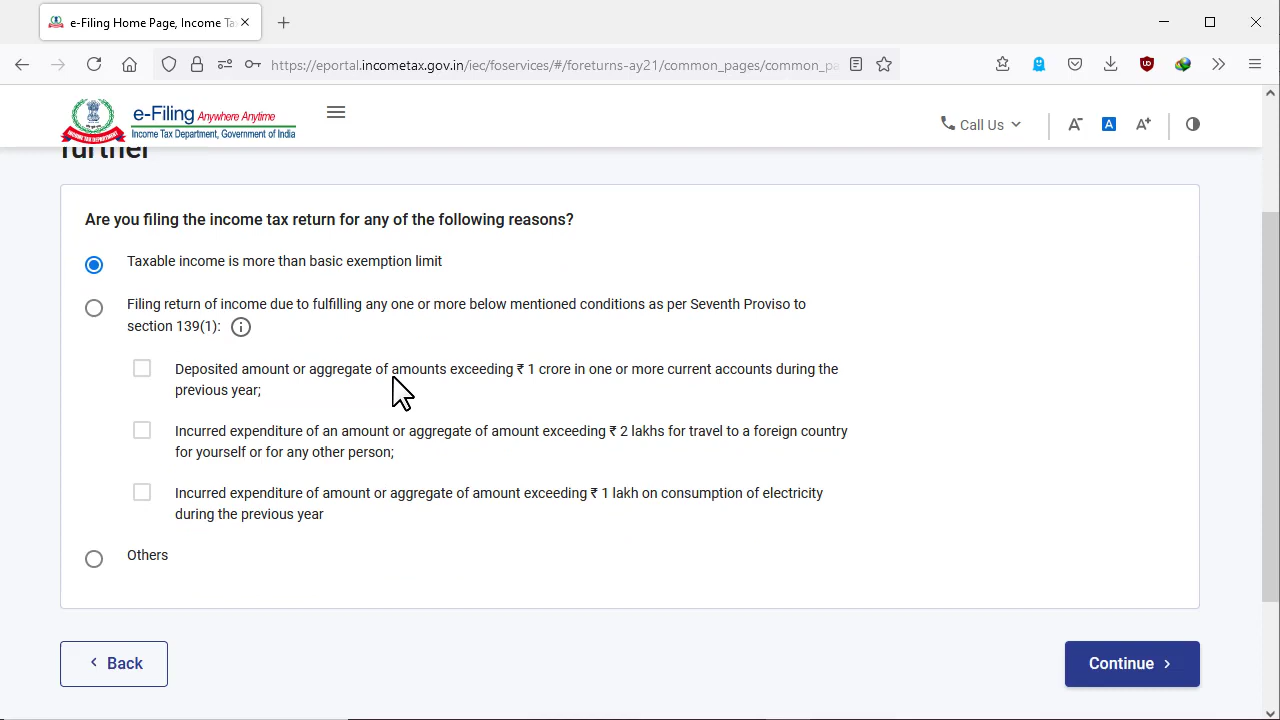 e-Filing Home Page, Income Ta
https://eportal.incometax.gov.in/iec/foservices/#/foreturns-ay21/common_pages/common_pa
e-Filing Anywhere Anytime
Income Tax Department, Government of India
Call Us
A- A A+
further
Are you filing the income tax return for any of the following reasons?
Taxable income is more than basic exemption limit
Filing return of income due to fulfilling any one or more below mentioned conditions as per Seventh Proviso to
section 139(1):
Deposited amount or aggregate of amounts exceeding ₹ 1 crore in one or more current accounts during the
previous year;
Incurred expenditure of an amount or aggregate of amount exceeding ₹ 2 lakhs for travel to a foreign country
for yourself or for any other person;
Incurred expenditure of amount or aggregate of amount exceeding ₹ 1 lakh on consumption of electricity
during the previous year
Others
Back
Continue